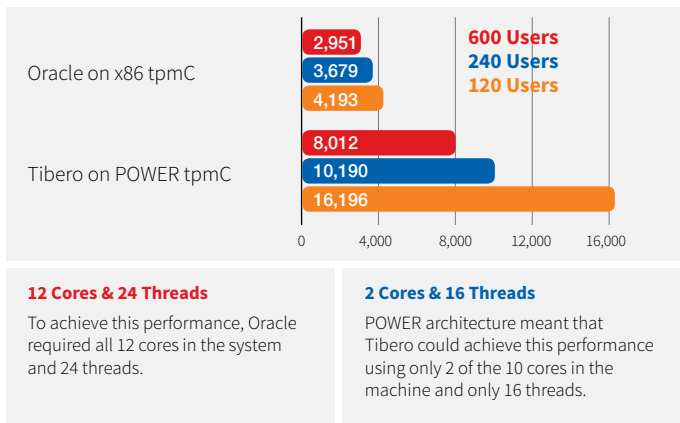 600 Users
240 Users
120 Users
Oracle on x86 tpmC
2,951
3,679
4,193
Tibero on POWER tpmC
8,012
10,190
16,196
0 4,000 8,000 12,000 16,000
12 Cores & 24 Threads
To achieve this performance, Oracle
required all 12 cores in the system
and 24 threads.
2 Cores & 16 Threads
POWER architecture meant that
Tibero could achieve this performance
using only 2 of the 10 cores in the
machine and only 16 threads.